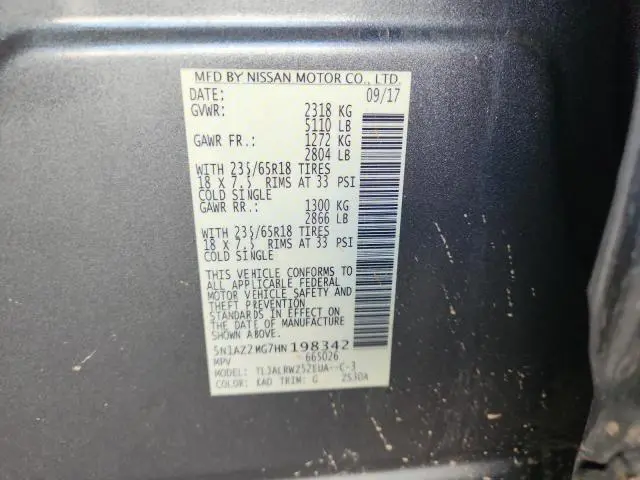 MFD BY NISSAN MOTOR CO., LTD.
DATE: 09/17
GVWR: 2318 KG
5110 LB
GAWR FR.: 1272 KG
2804 LB
WITH 235/65R18 TIRES
18 X 7.5 RIMS AT 33 PSI
COLD SINGLE
GAWR RR.: 1300 KG
2866 LB
WITH 235/65R18 TIRES
18 X 7.5 RIMS AT 33 PSI
COLD SINGLE
THIS VEHICLE CONFORMS TO
ALL APPLICABLE FEDERAL
MOTOR VEHICLE SAFETY AND
THEFT PREVENTION
STANDARDS IN EFFECT ON
THE DATE OF MANUFACTURE
SHOWN ABOVE.
5N1AZ2MG7HN198342
MPV 665026
MODEL: TLJALRWZ52EUA--C-3
COLOR: KAD TRIM: G ZS30A